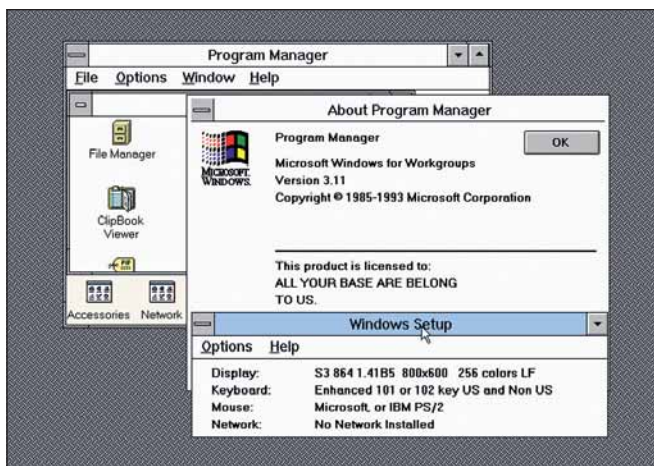 Program Manager
File Options Window Help
File Manager
ClipBook
Viewer
Accessories Network
About Program Manager
MICROSOFT
WINDOWS
Program Manager
Microsoft Windows for Workgroups
Version 3.11
Copyright © 1985-1993 Microsoft Corporation
OK
This product is licensed to:
ALL YOUR BASE ARE BELONG
TO US.
Windows Setup
Options Help
Display: S3 864 1.41B5 800x600 256 colors LF
Keyboard: Enhanced 101 or 102 key US and Non US
Mouse: Microsoft, or IBM PS/2
Network: No Network Installed